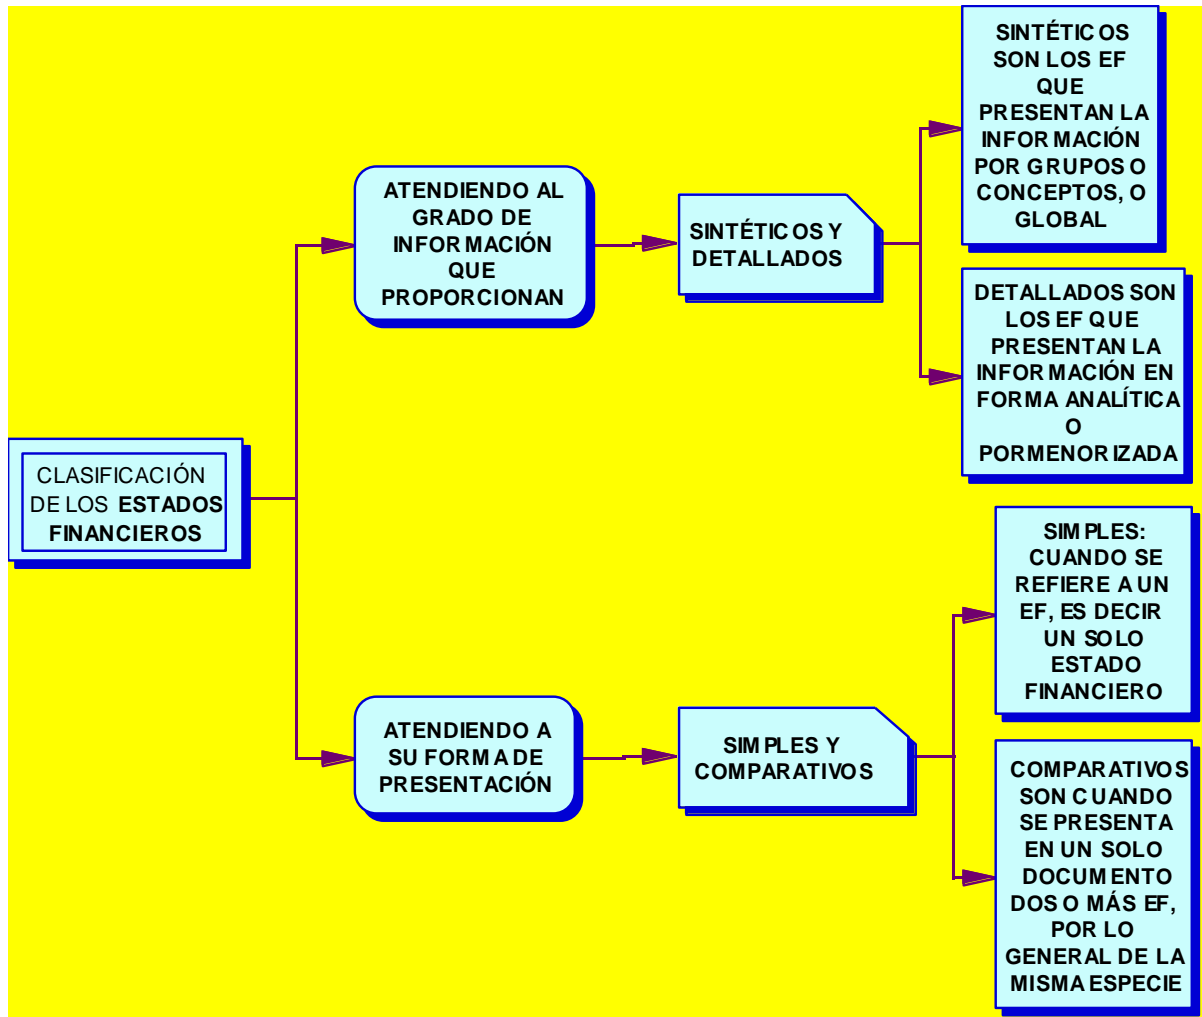 CLASIFICACIÓN
DE LOS ESTADOS
FINANCIEROS
ATENDIENDO AL
GRADO DE
INFORMACIÓN
QUE
PROPORCIONAN
SINTÉTICOS Y
DETALLADOS
SINTÉTICOS
SON LOS EF
QUE
PRESENTAN LA
INFORMACIÓN
POR GRUPOS O
CONCEPTOS, O
GLOBAL
DETALLADOS SON
LOS EF QUE
PRESENTAN LA
INFORMACIÓN EN
FORMA ANALÍTICA
O
PORMENORIZADA
ATENDIENDO A
SU FORMA DE
PRESENTACIÓN
SIMPLES Y
COMPARATIVOS
SIMPLES:
CUANDO SE
REFIERE A UN
EF, ES DECIR
UN SOLO
ESTADO
FINANCIERO
COMPARATIVOS
SON CUANDO
SE PRESENTA
EN UN SOLO
DOCUMENTO
DOS O MÁS EF,
POR LO
GENERAL DE LA
MISMA ESPECIE